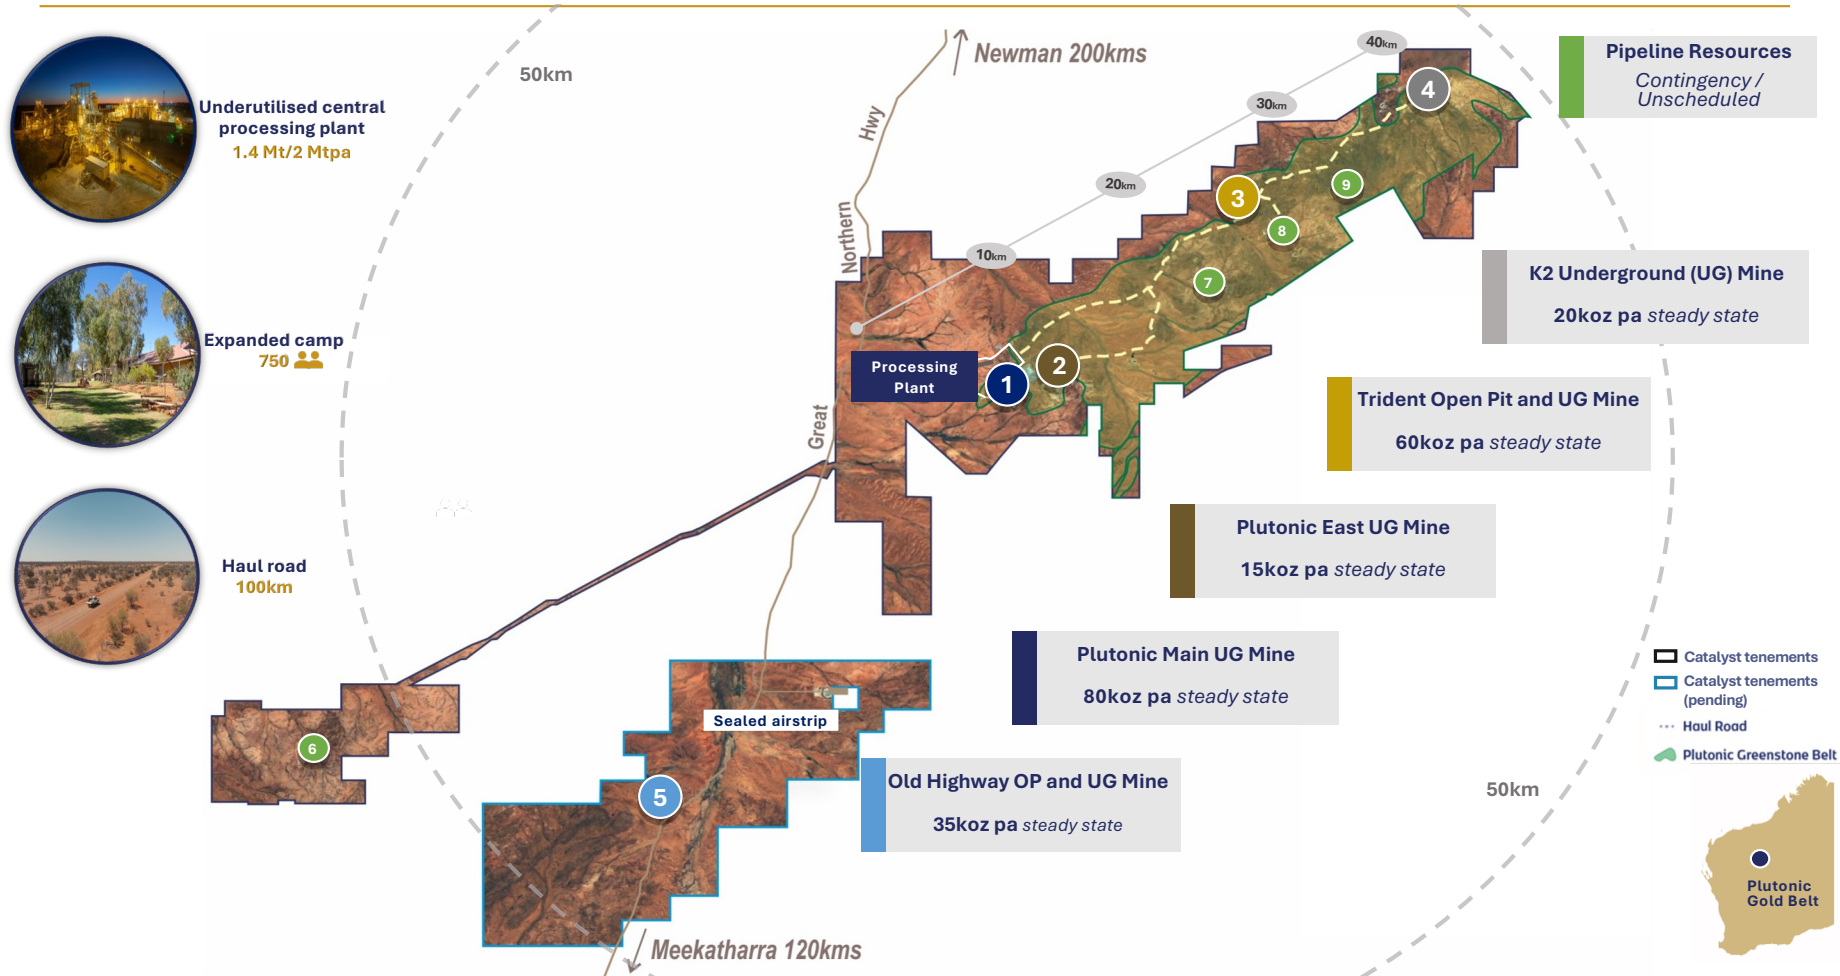 50km
Newman 200kms
40km
30km
20km
10km
Hwy
Northern
Great
Underutilised central
processing plant
1.4 Mt/2 Mtpa
Expanded camp
750
Haul road
100km
Pipeline Resources
Contingency /
Unscheduled
4
9
3
8
7
K2 Underground (UG) Mine
20koz pa steady state
Processing
Plant
1
2
Trident Open Pit and UG Mine
60koz pa steady state
Plutonic East UG Mine
15koz pa steady state
Plutonic Main UG Mine
80koz pa steady state
Sealed airstrip
6
5
Old Highway OP and UG Mine
35koz pa steady state
Catalyst tenements
Catalyst tenements
(pending)
Haul Road
Plutonic Greenstone Belt
50km
Plutonic
Gold Belt
Meekatharra 120kms